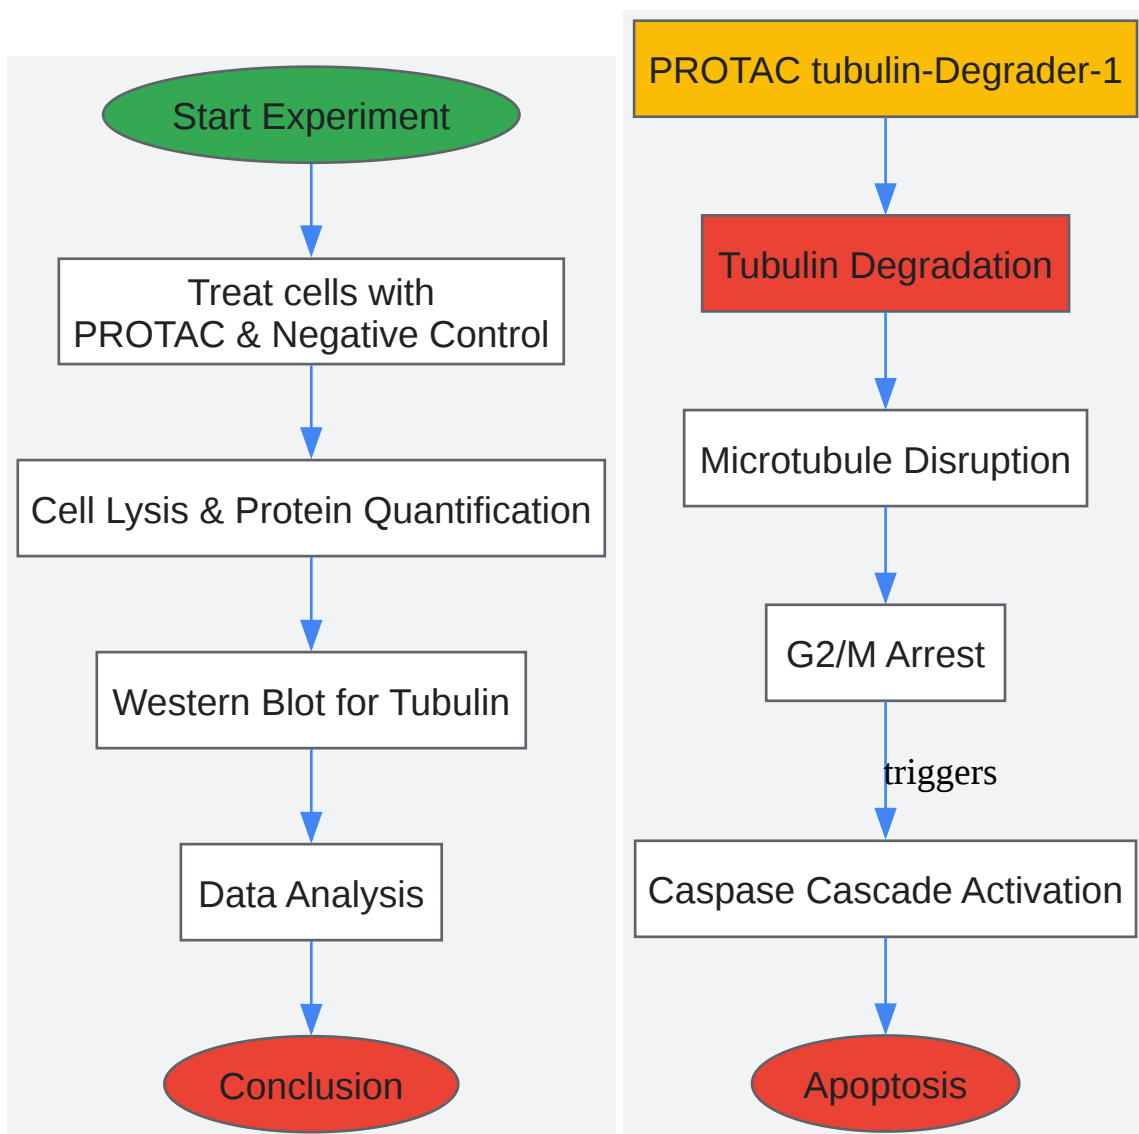 Start Experiment
Treat cells with
PROTAC & Negative Control
Cell Lysis & Protein Quantification
Western Blot for Tubulin
Data Analysis
Conclusion
PROTAC tubulin-Degrader-1
Tubulin Degradation
Microtubule Disruption
G2/M Arrest
triggers
Caspase Cascade Activation
Apoptosis